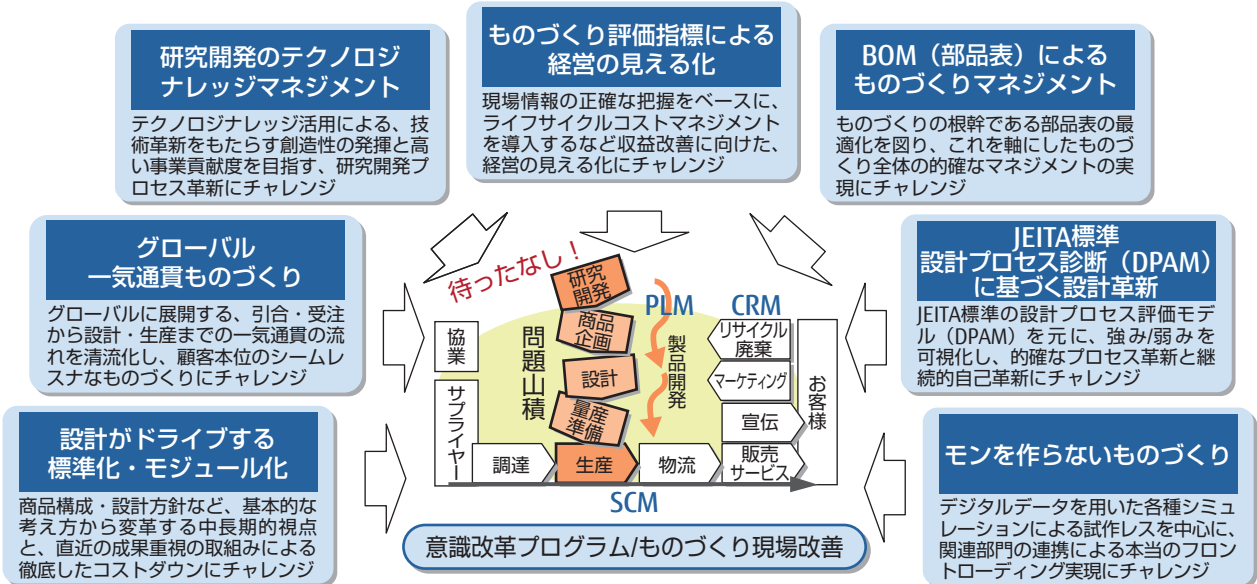 研究開発のテクノロジ
ナレッジマネジメント
テクノロジナレッジ活用による、技
術革新をもたらす創造性の発揮と高
い事業貢献度を目指す、研究開発プ
ロセス革新にチャレンジ
ものづくり評価指標による
経営の見える化
現場情報の正確な把握をベースに、
ライフサイクルコストマネジメント
を導入するなど収益改善に向けた、
経営の見える化にチャレンジ
BOM（部品表）による
ものづくりマネジメント
ものづくりの根幹である部品表の最
適化を図り、これを軸にしたものづ
くり全体の的確なマネジメントの実
現にチャレンジ
グローバル
一気通貫ものづくり
グローバルに展開する、引合・受注
から設計・生産までの一気通貫の流
れを清流化し、顧客本位のシームレ
スナなものづくりにチャレンジ
JEITA標準
設計プロセス診断（DPAM）
に基づく設計革新
JEITA標準の設計プロセス評価モデ
ル（DPAM）を元に、強み/弱みを
可視化し、的確なプロセス革新と継
続的自己革新にチャレンジ
設計がドライブする
標準化・モジュール化
商品構成・設計方針など、基本的な
考え方から変革する中長期的視点
と、直近の成果重視の取組みによる
徹底したコストダウンにチャレンジ
モンを作らないものづくり
デジタルデータを用いた各種シミュ
レーションによる試作レスを中心に、
関連部門の連携による本当のフロン
トローディング実現にチャレンジ
待ったなし！
研究
開発
PLM
CRM
協業
問題山積
商品
企画
製品開発
リサイクル
廃棄
お客様
サプライヤー
設計
マーケティング
量産
準備
宣伝
調達
生産
物流
販売
サービス
SCM
意識改革プログラム/ものづくり現場改善